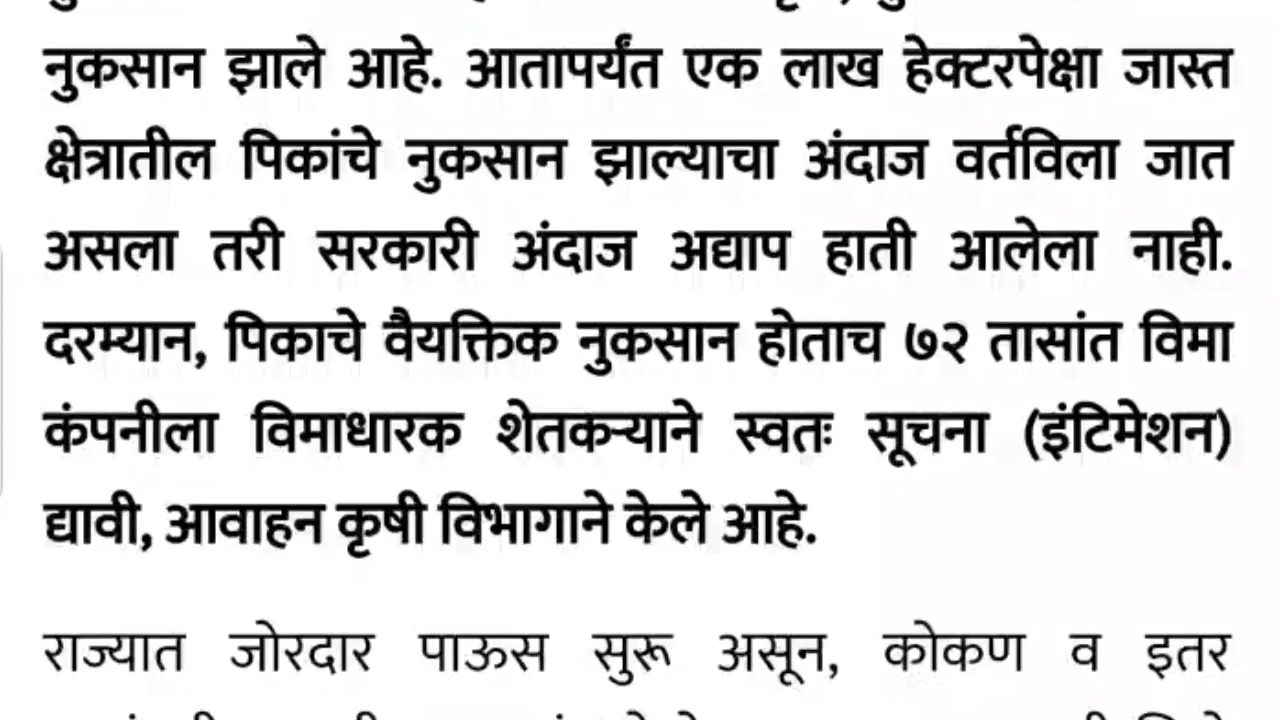 नुकसान झाले आहे. आतापर्यंत एक लाख हेक्टरपेक्षा जास्त
क्षेत्रातील पिकांचे नुकसान झाल्याचा अंदाज वर्तविला जात
असला तरी सरकारी अंदाज अद्याप हाती आलेला नाही.
दरम्यान, पिकाचे वैयक्तिक नुकसान होताच ७२ तासांत विमा
कंपनीला विमाधारक शेतकऱ्याने स्वतः सूचना (इंटिमेशन)
द्यावी, आवाहन कृषी विभागाने केले आहे.
राज्यात जोरदार पाऊस सुरू असून, कोकण व इतर